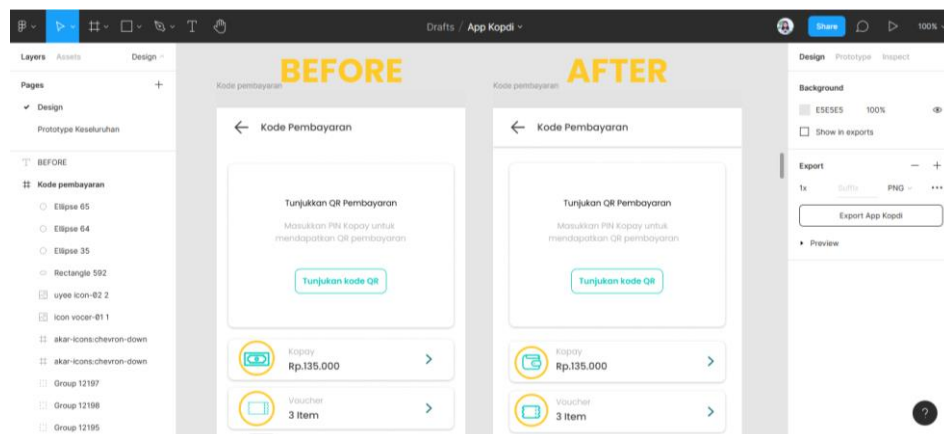 Drafts / App Kopdi
Share
100%
Layers
Assets
Design
Pages
Design
Prototype Keseluruhan
BEFORE
Kode pembayaran
Ellipse 65
Ellipse 64
Ellipse 35
Rectangle 592
uyee icon-02 2
icon vocer-01 1
akar-icons:chevron-down
akar-icons:chevron-down
Group 12197
Group 12198
Group 12195
BEFORE
Kode pembayaran
Kode Pembayaran
Tunjukkan QR Pembayaran
Masukkan PIN Kopay untuk
mendapatkan QR pembayaran
Tunjukan kode QR
Kopay
Rp.135.000
Voucher
3 Item
AFTER
Kode pembayaran
Kode Pembayaran
Tunjukan QR Pembayaran
Masukkan PIN Kopay untuk
mendapatkan QR pembayaran
Tunjukan kode QR
Kopay
Rp.135.000
Voucher
3 Item
Design
Prototype
Inspect
Background
E5E5E5 100%
Show in exports
Export
1x
Suffix
PNG
Export App Kopdi
Preview
?